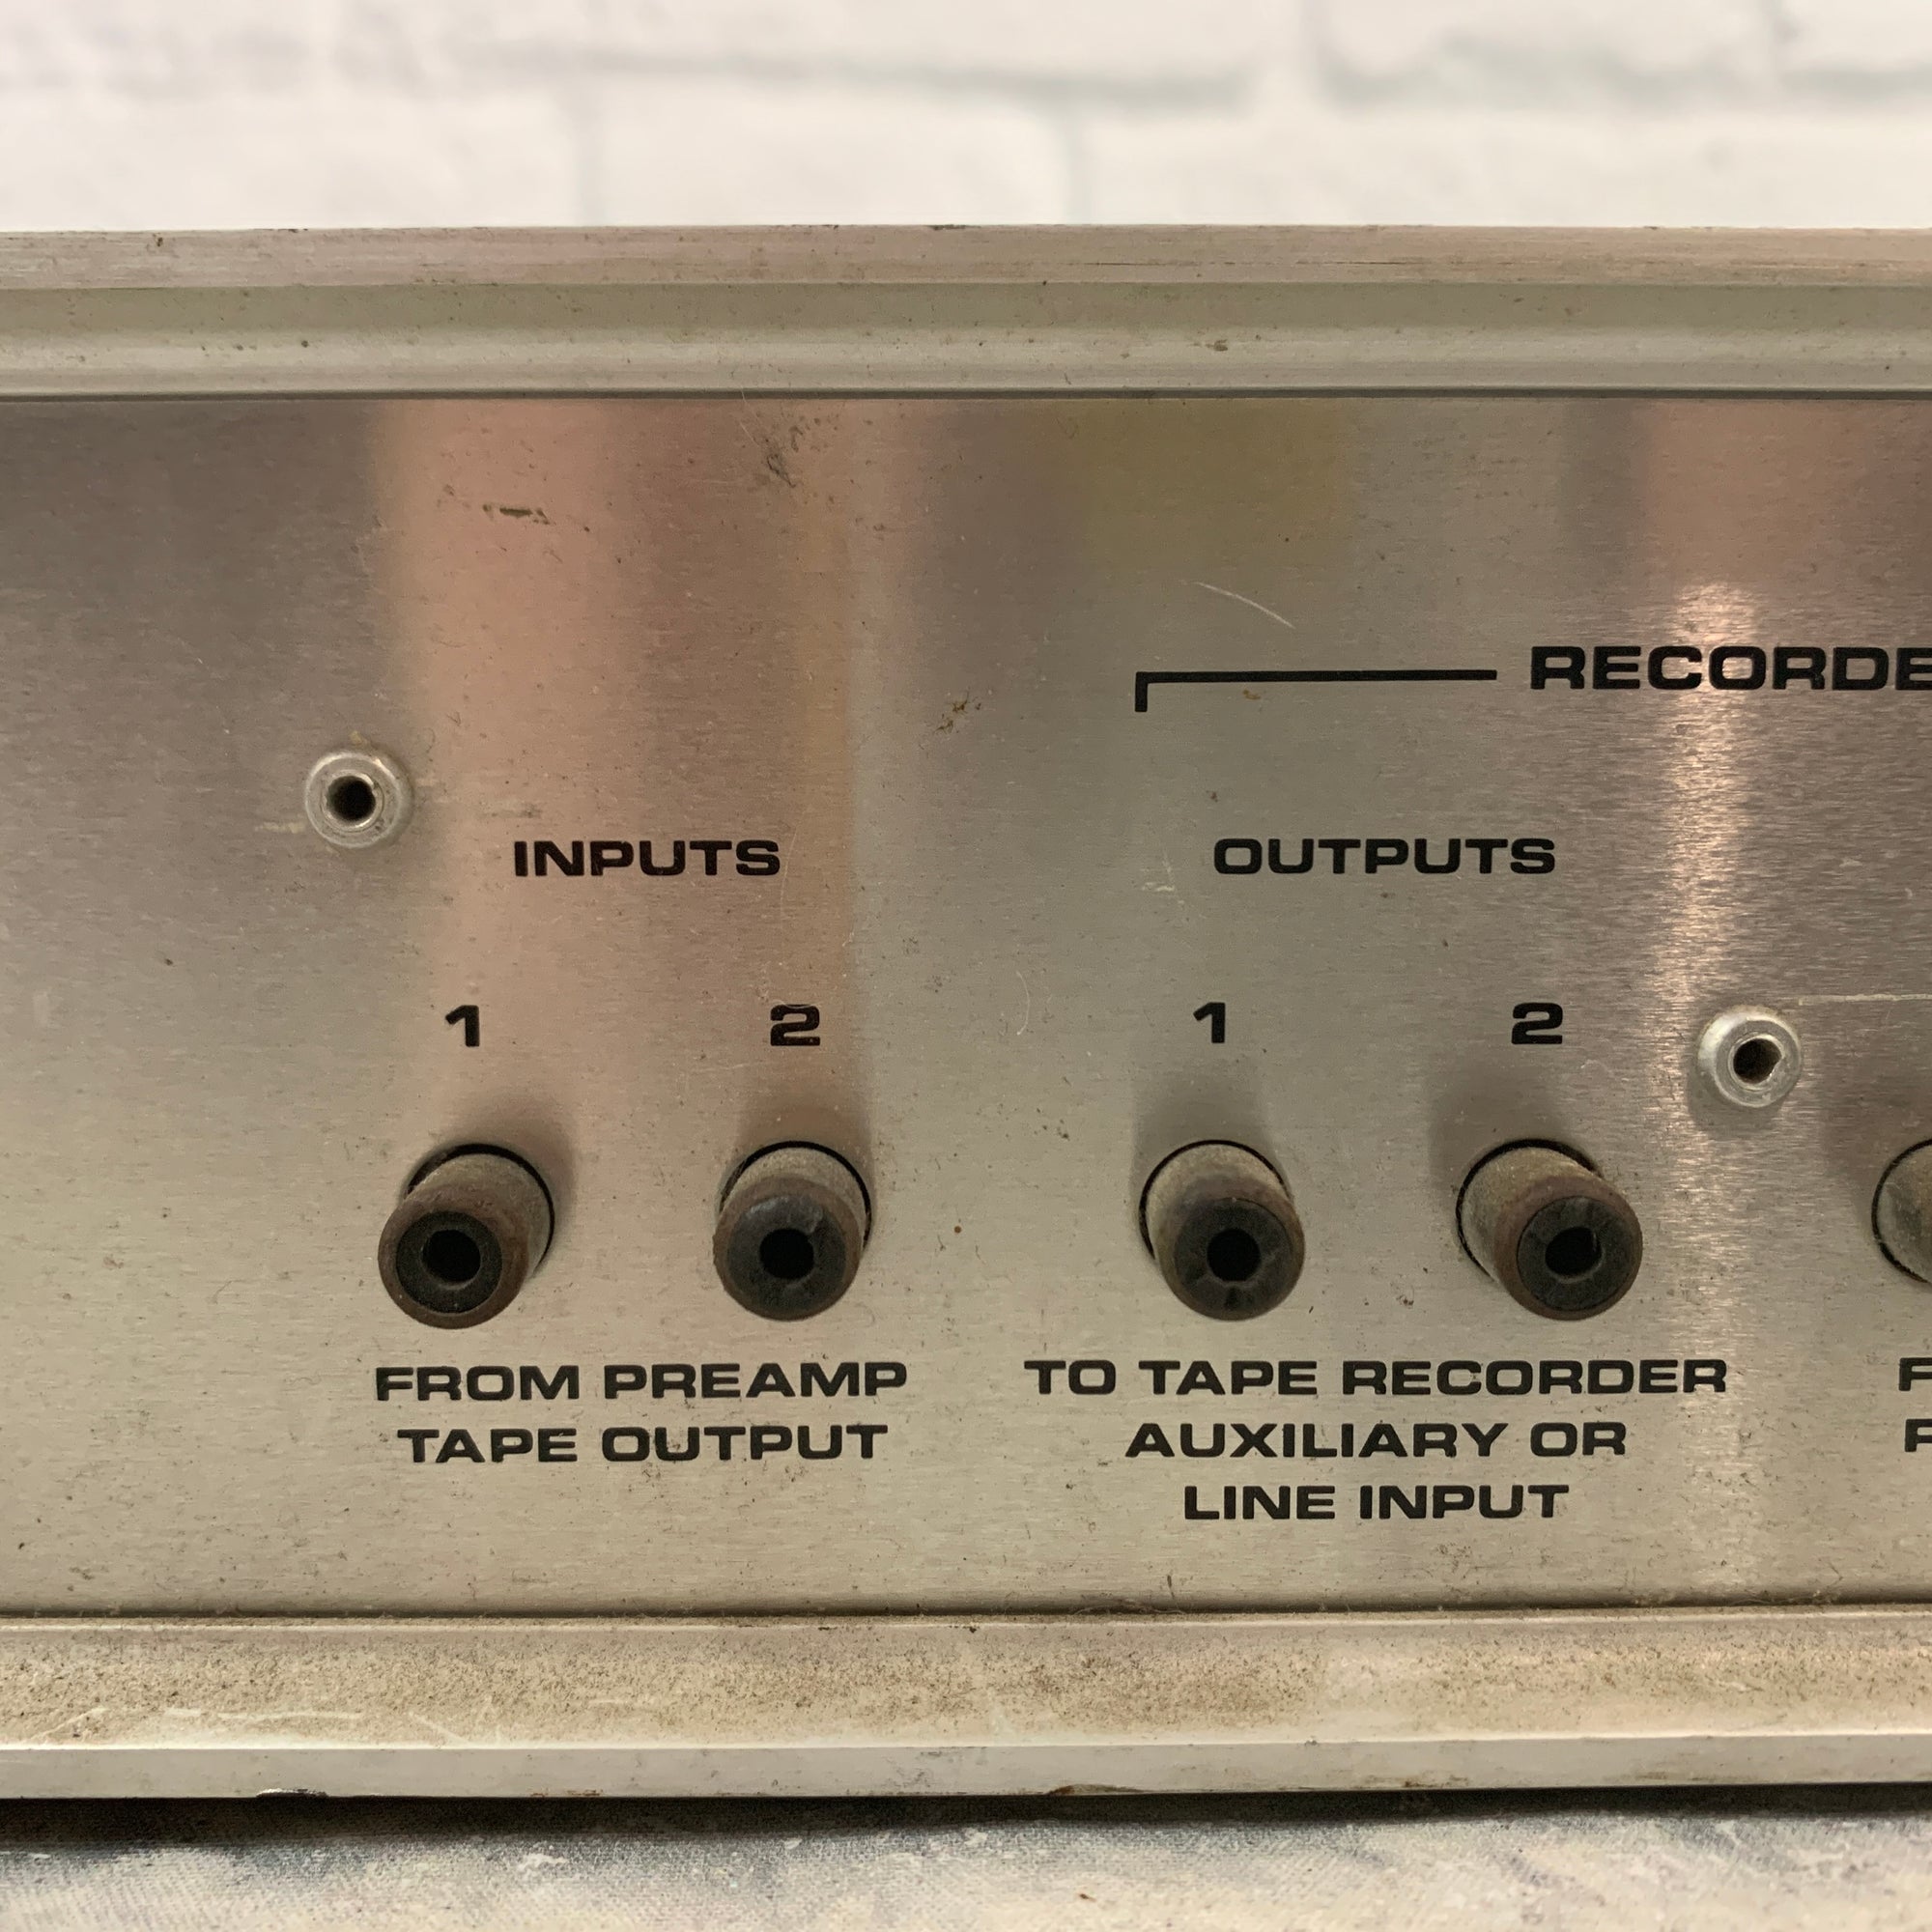 RECORDE
INPUTS
OUTPUTS
1 2
1 2
FROM PREAMP
TAPE OUTPUT
TO TAPE RECORDER
AUXILIARY OR
LINE INPUT